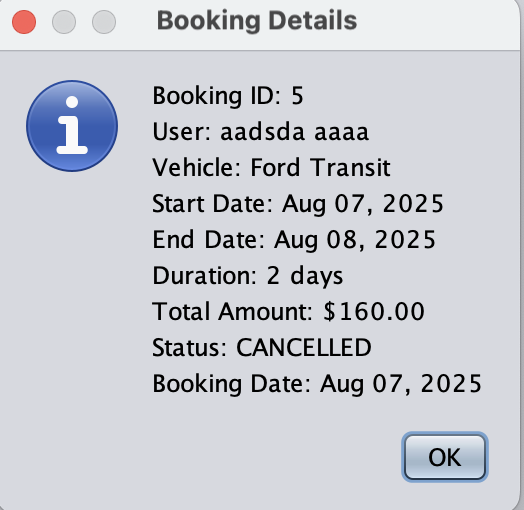 Booking Details
Booking ID: 5
User: aadsda aaaa
Vehicle: Ford Transit
Start Date: Aug 07, 2025
End Date: Aug 08, 2025
Duration: 2 days
Total Amount: $160.00
Status: CANCELLED
Booking Date: Aug 07, 2025
OK